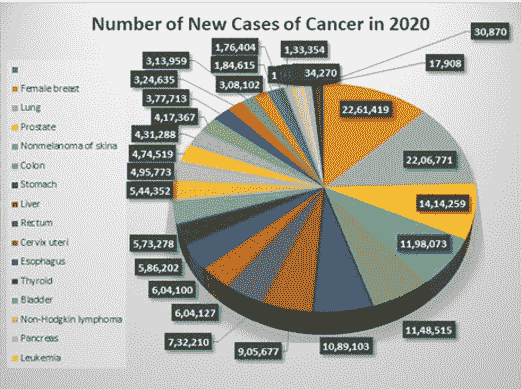 Number of New Cases of Cancer in 2020
Female breast
Lung
Prostate
Nonmelanoma of skina
Colon
Stomach
Liver
Rectum
Cervix uteri
Esophagus
Thyroid
Bladder
Non-Hodgkin lymphoma
Pancreas
Leukemia
30,870
17,908
22,61,419
22,06,771
14,14,259
11,98,073
11,48,515
10,89,103
9,05,677
7,32,210
6,04,127
6,04,100
5,86,202
5,73,278
5,44,352
4,95,773
4,74,519
4,31,288
4,17,367
3,77,713
3,24,635
3,13,959
3,08,102
1,84,615
1,76,404
1,33,354
34,270